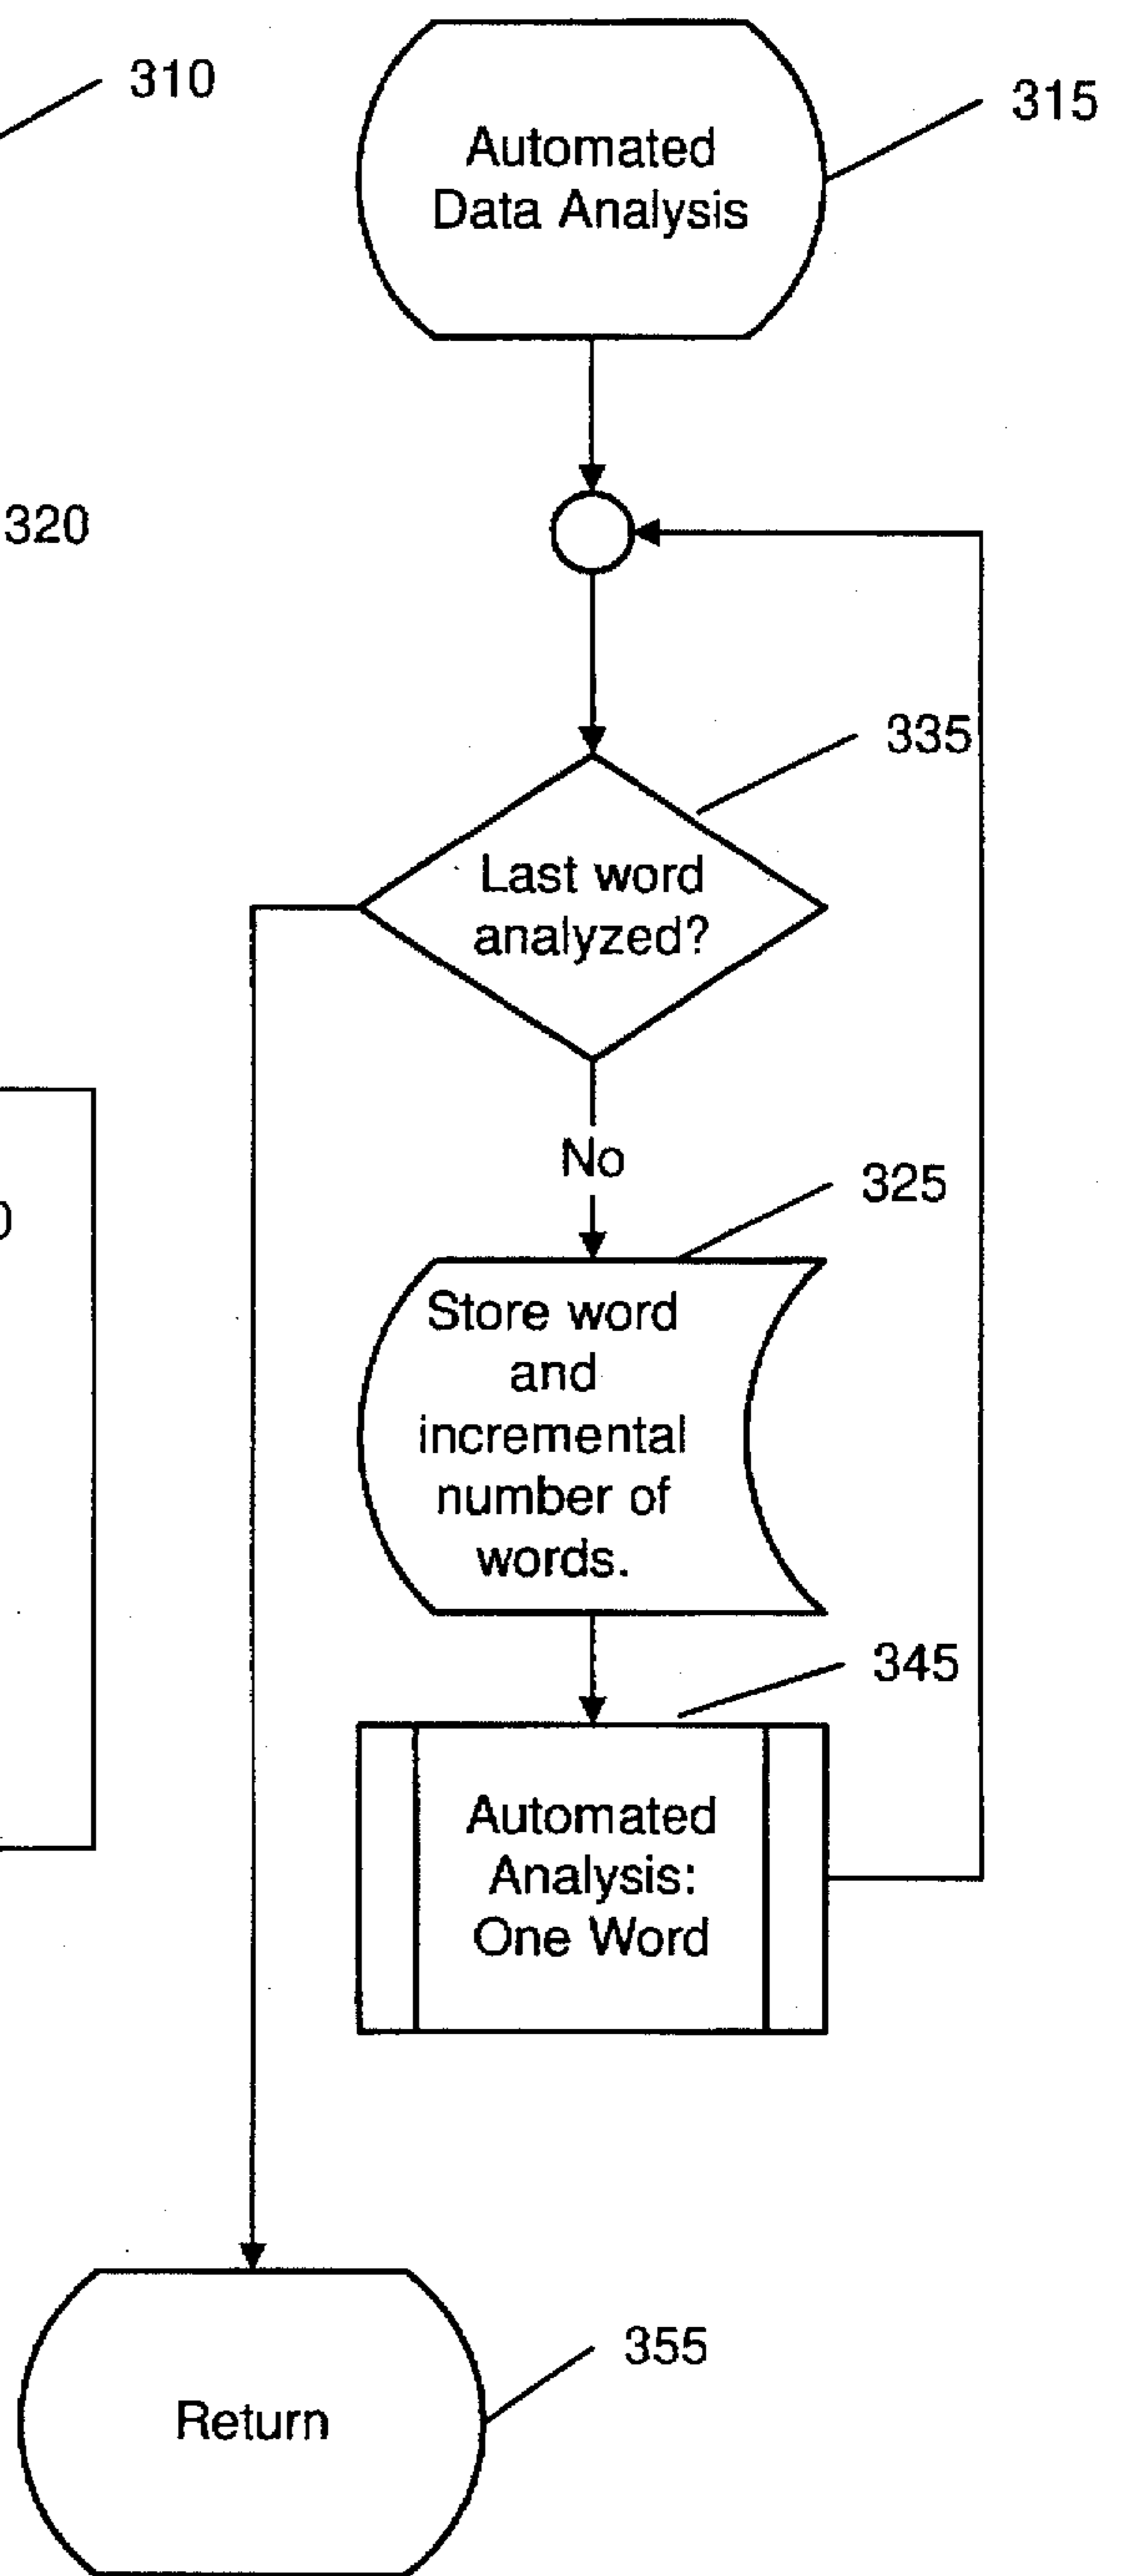 310
315
Automated
Data Analysis
320
335
Last word
analyzed?
No
325
Store word
and
incremental
number of
words.
345
Automated
Analysis:
One Word
355
Return